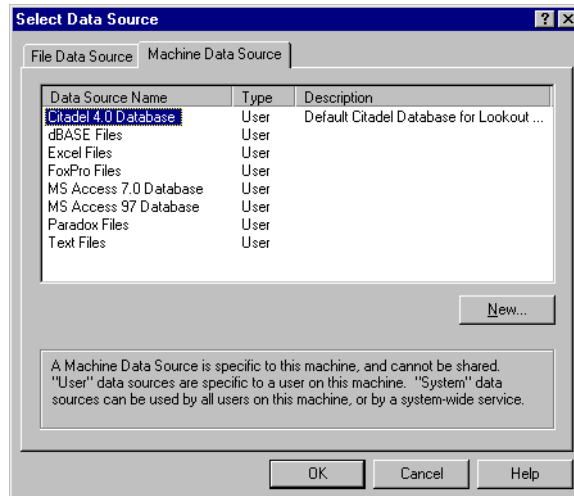 Select Data Source
File Data Source Machine Data Source
Data Source Name Type Description
Citadel 4.0 Database User Default Citadel Database for Lookout ...
dBASE Files User
Excel Files User
FoxPro Files User
MS Access 7.0 Database User
MS Access 97 Database User
Paradox Files User
Text Files User
New...
A Machine Data Source is specific to this machine, and cannot be shared.
"User" data sources are specific to a user on this machine. "System" data
sources can be used by all users on this machine, or by a system-wide service.
OK Cancel Help